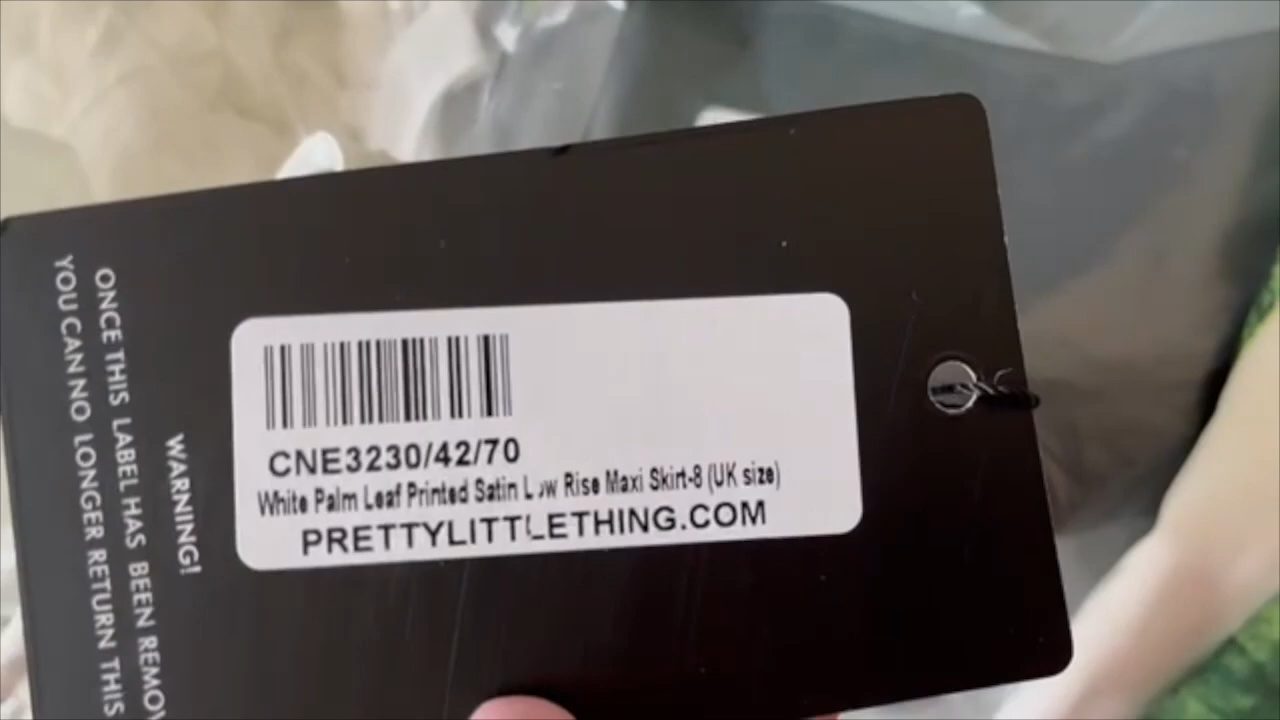 WARNING!
ONCE THIS LABEL HAS BEEN
YOU CAN NO LONGER RETURN THIS
CNE3230/42/70
White Palm Leaf Printed Satin Low Rise Maxi Skirt-8 (UK size)
PRETTYLITTLETHING.COM